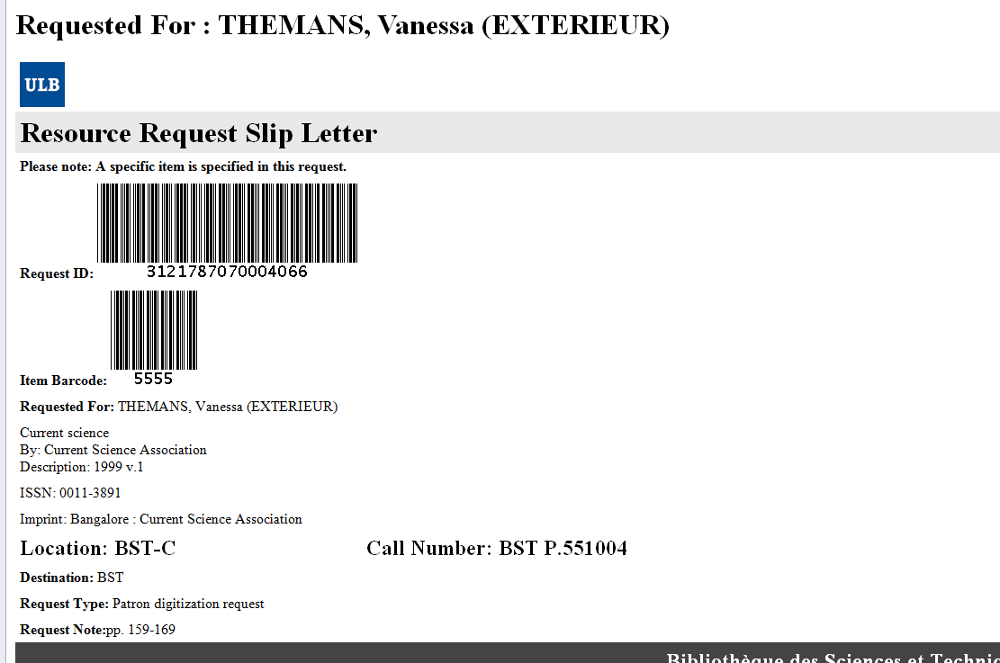 Requested For : THEMANS, Vanessa (EXTERIEUR)
ULB
Resource Request Slip Letter
Please note: A specific item is specified in this request.
Request ID: 3121787070004066
Item Barcode: 5555
Requested For: THEMANS, Vanessa (EXTERIEUR)
Current science
By: Current Science Association
Description: 1999 v.1
ISSN: 0011-3891
Imprint: Bangalore : Current Science Association
Location: BST-C Call Number: BST P.551004
Destination: BST
Request Type: Patron digitization request
Request Note:pp. 159-169
Bibliothèque des Sciences et